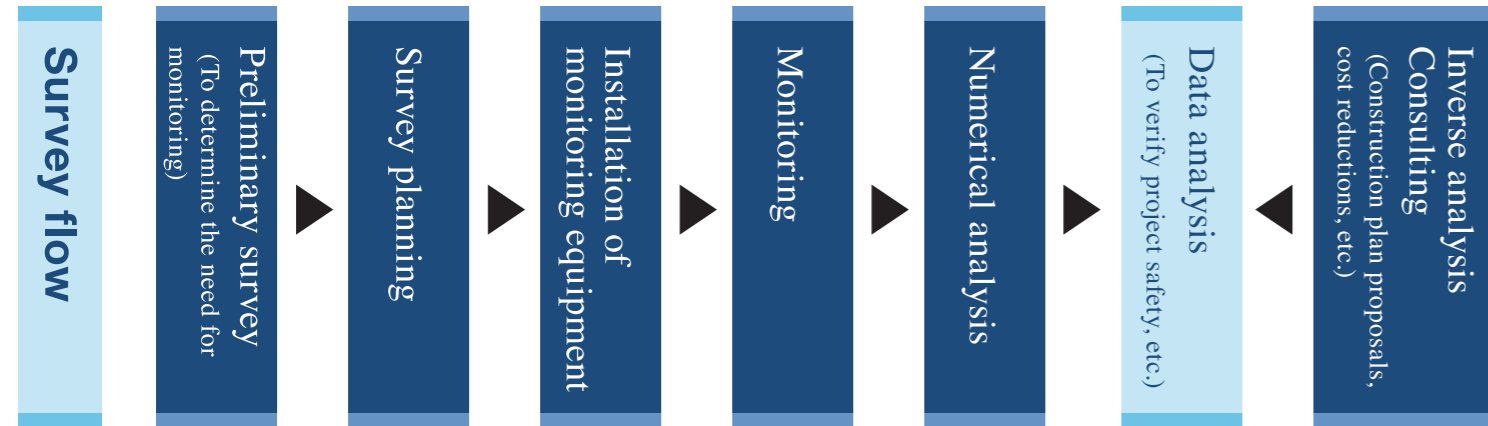 Survey flow
Preliminary survey
(To determine the need for
monitoring)
Survey planning
Installation of
monitoring equipment
Monitoring
Numerical analysis
Data analysis
(To verify project safety, etc.)
Inverse analysis
Consulting
(Construction plan proposals,
cost reductions, etc.)